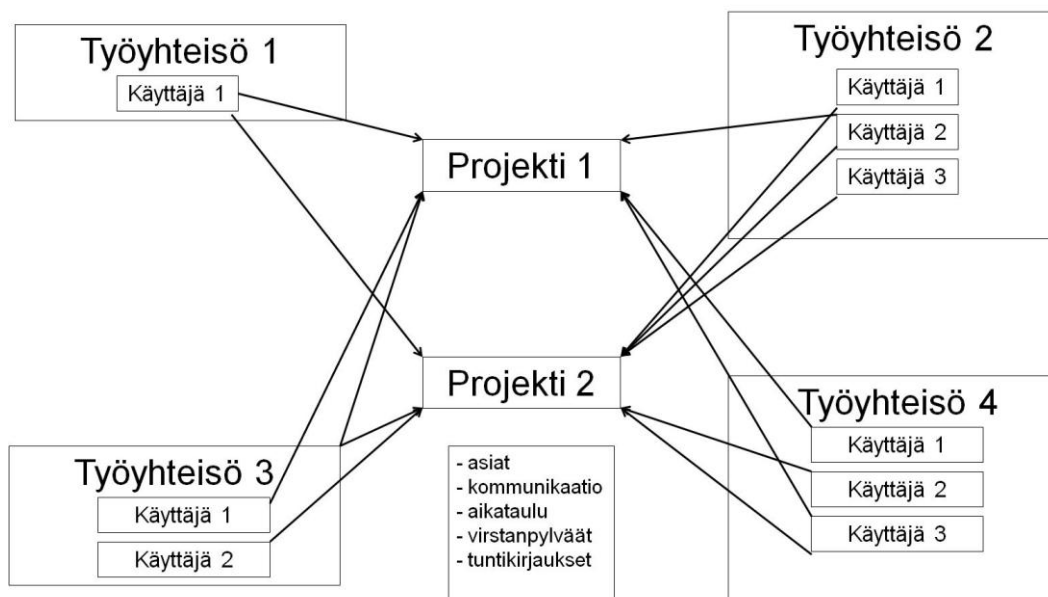 Työyhteisö 1
Käyttäjä 1
Työyhteisö 2
Käyttäjä 1
Käyttäjä 2
Käyttäjä 3
Projekti 1
Projekti 2
Työyhteisö 3
Käyttäjä 1
Käyttäjä 2
- asiat
- kommunikaatio
- aikataulu
- virstanpylväät
- tuntikirjaukset
Työyhteisö 4
Käyttäjä 1
Käyttäjä 2
Käyttäjä 3